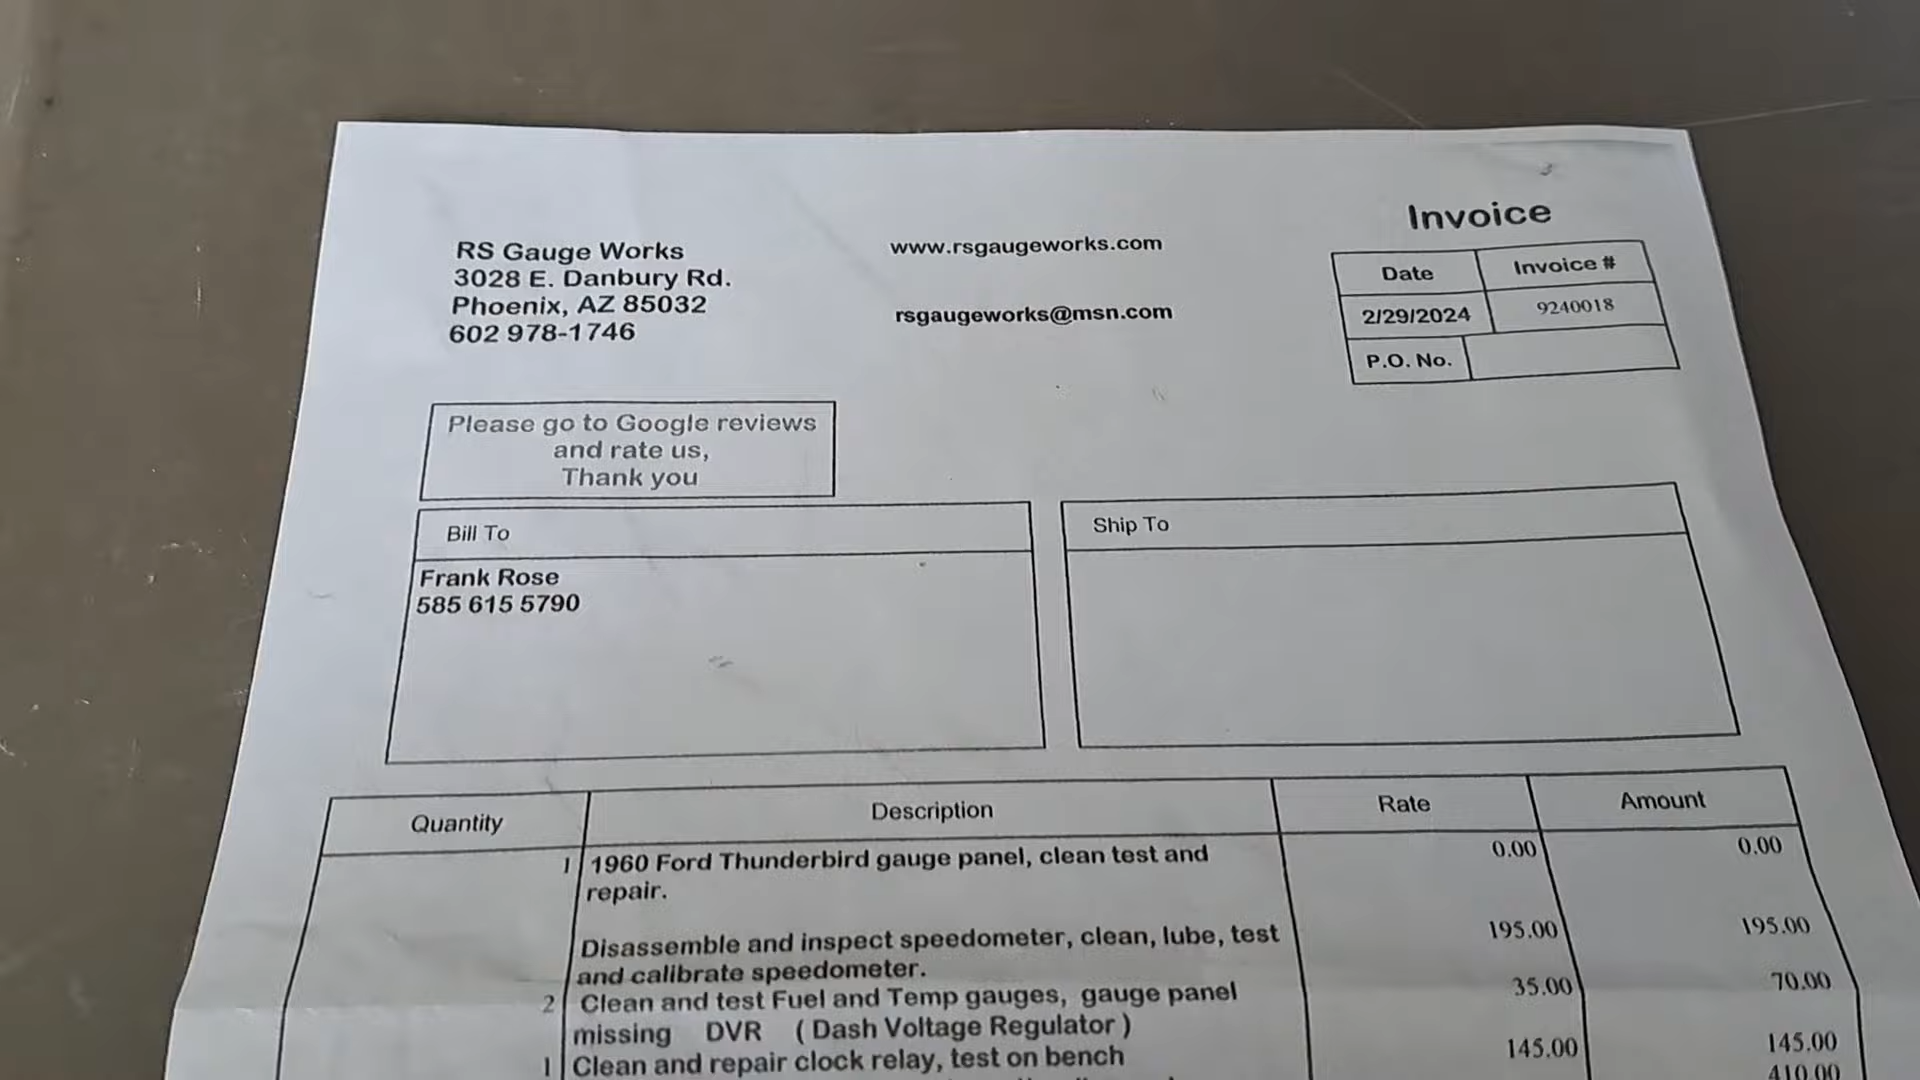 Invoice
RS Gauge Works
3028 E. Danbury Rd.
Phoenix, AZ 85032
602 978-1746
www.rsgaugeworks.com
rsgaugeworks@msn.com
Date
Invoice #
2/29/2024
9240018
P.O. No.
Please go to Google reviews
and rate us,
Thank you
Bill To
Frank Rose
585 615 5790
Ship To
Quantity Description Rate Amount
1 1960 Ford Thunderbird gauge panel, clean test and 0.00 0.00
repair.
Disassemble and inspect speedometer, clean, lube, test 195.00 195.00
and calibrate speedometer.
2 Clean and test Fuel and Temp gauges, gauge panel 35.00 70.00
missing DVR ( Dash Voltage Regulator )
1 Clean and repair clock relay, test on bench 145.00 145.00
410.00